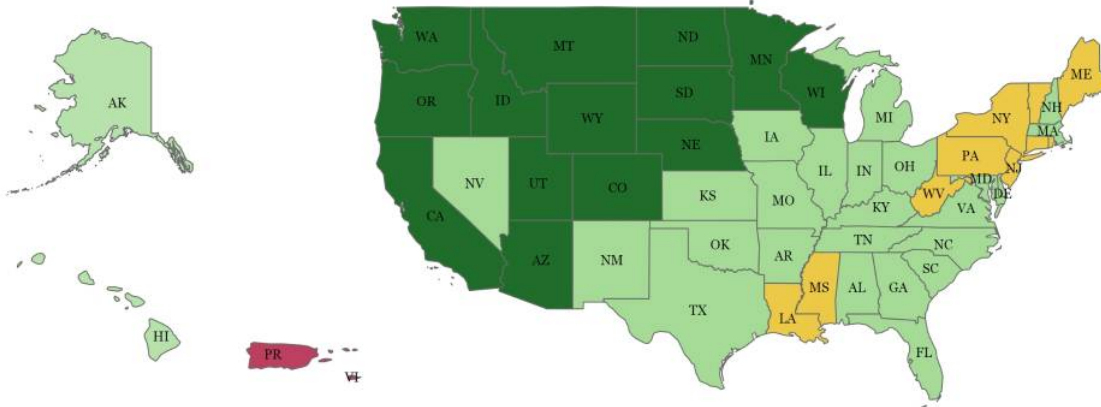 WA
MT
ND
MN
ME
OR
ID
SD
WI
NH
MA
NY
MI
WY
NE
IA
PA
NJ
AK
NV
UT
CO
KS
MO
IL
IN
OH
WV
MD
DE
VA
KY
CA
AZ
NM
OK
AR
TN
NC
SC
MS
AL
GA
TX
LA
FL
HI
PR
VI